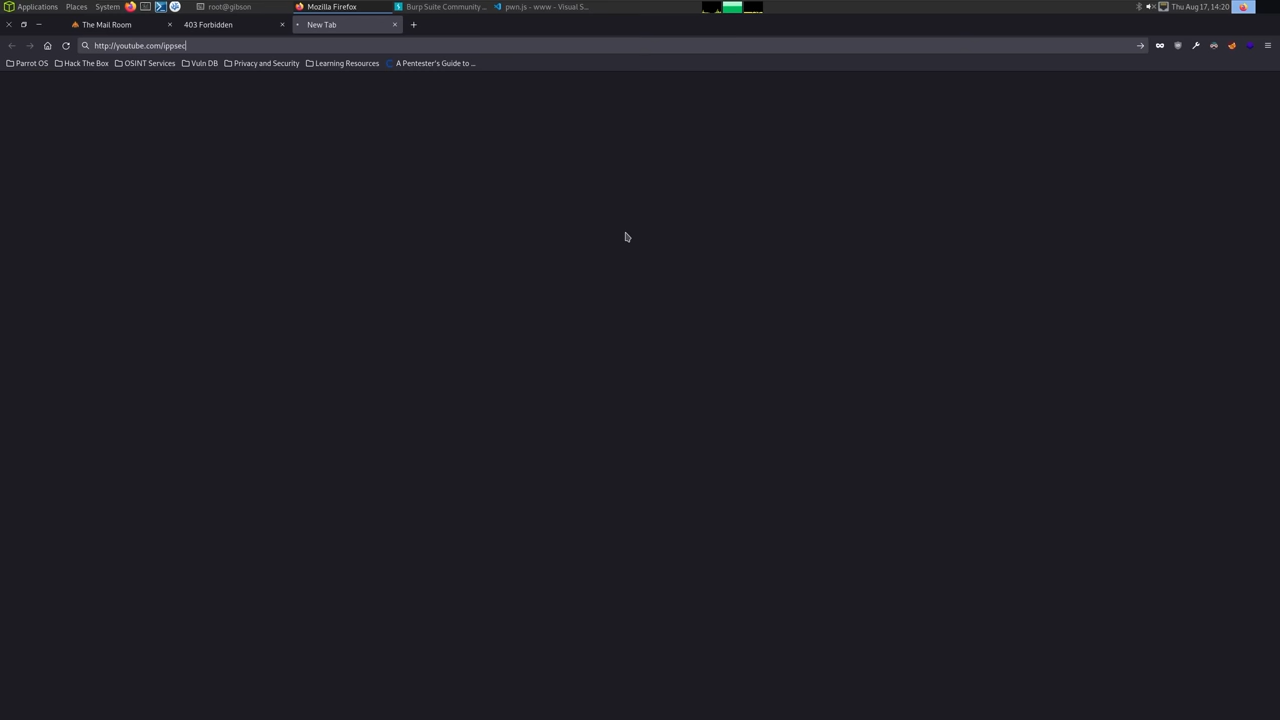 Applications Places System root@gibson Mozilla Firefox Burp Suite Community ... pwn.js - www - Visual S... Thu Aug 17, 14:20
The Mail Room 403 Forbidden New Tab
http://youtube.com/ippsec
Parrot OS Hack The Box OSINT Services Vuln DB Privacy and Security Learning Resources A Pentester's Guide to ...